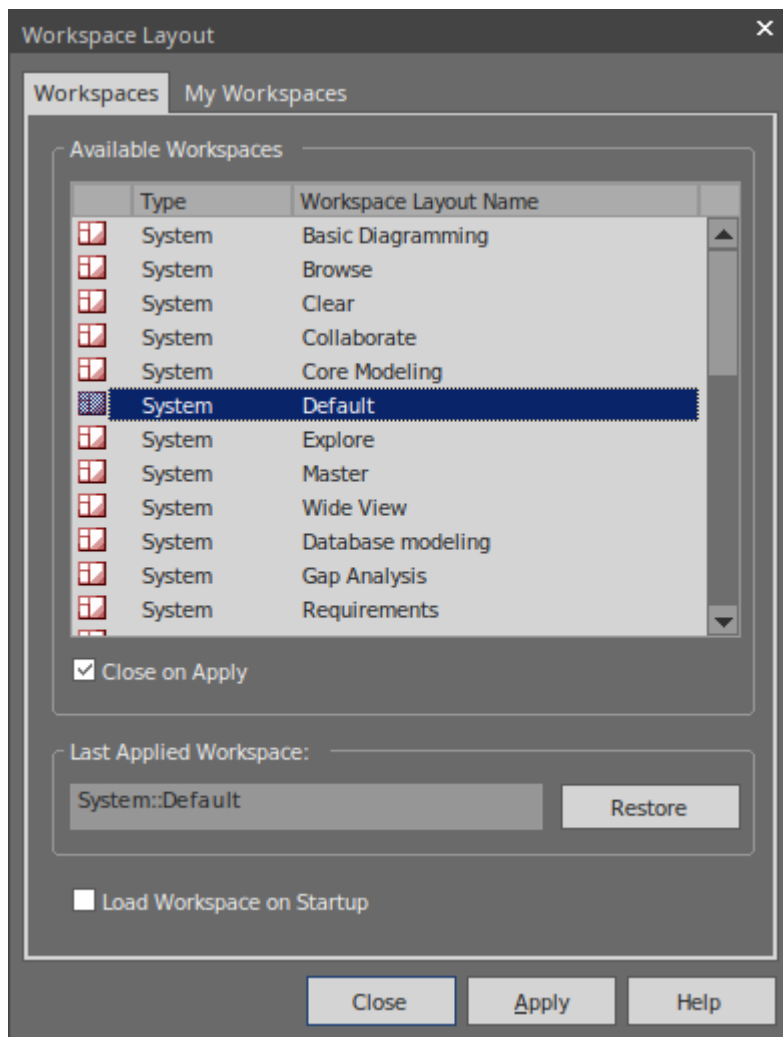 Workspace Layout
Workspaces My Workspaces
Available Workspaces
Type Workspace Layout Name
System Basic Diagramming
System Browse
System Clear
System Collaborate
System Core Modeling
System Default
System Explore
System Master
System Wide View
System Database modeling
System Gap Analysis
System Requirements
Close on Apply
Last Applied Workspace:
System::Default Restore
Load Workspace on Startup
Close Apply Help